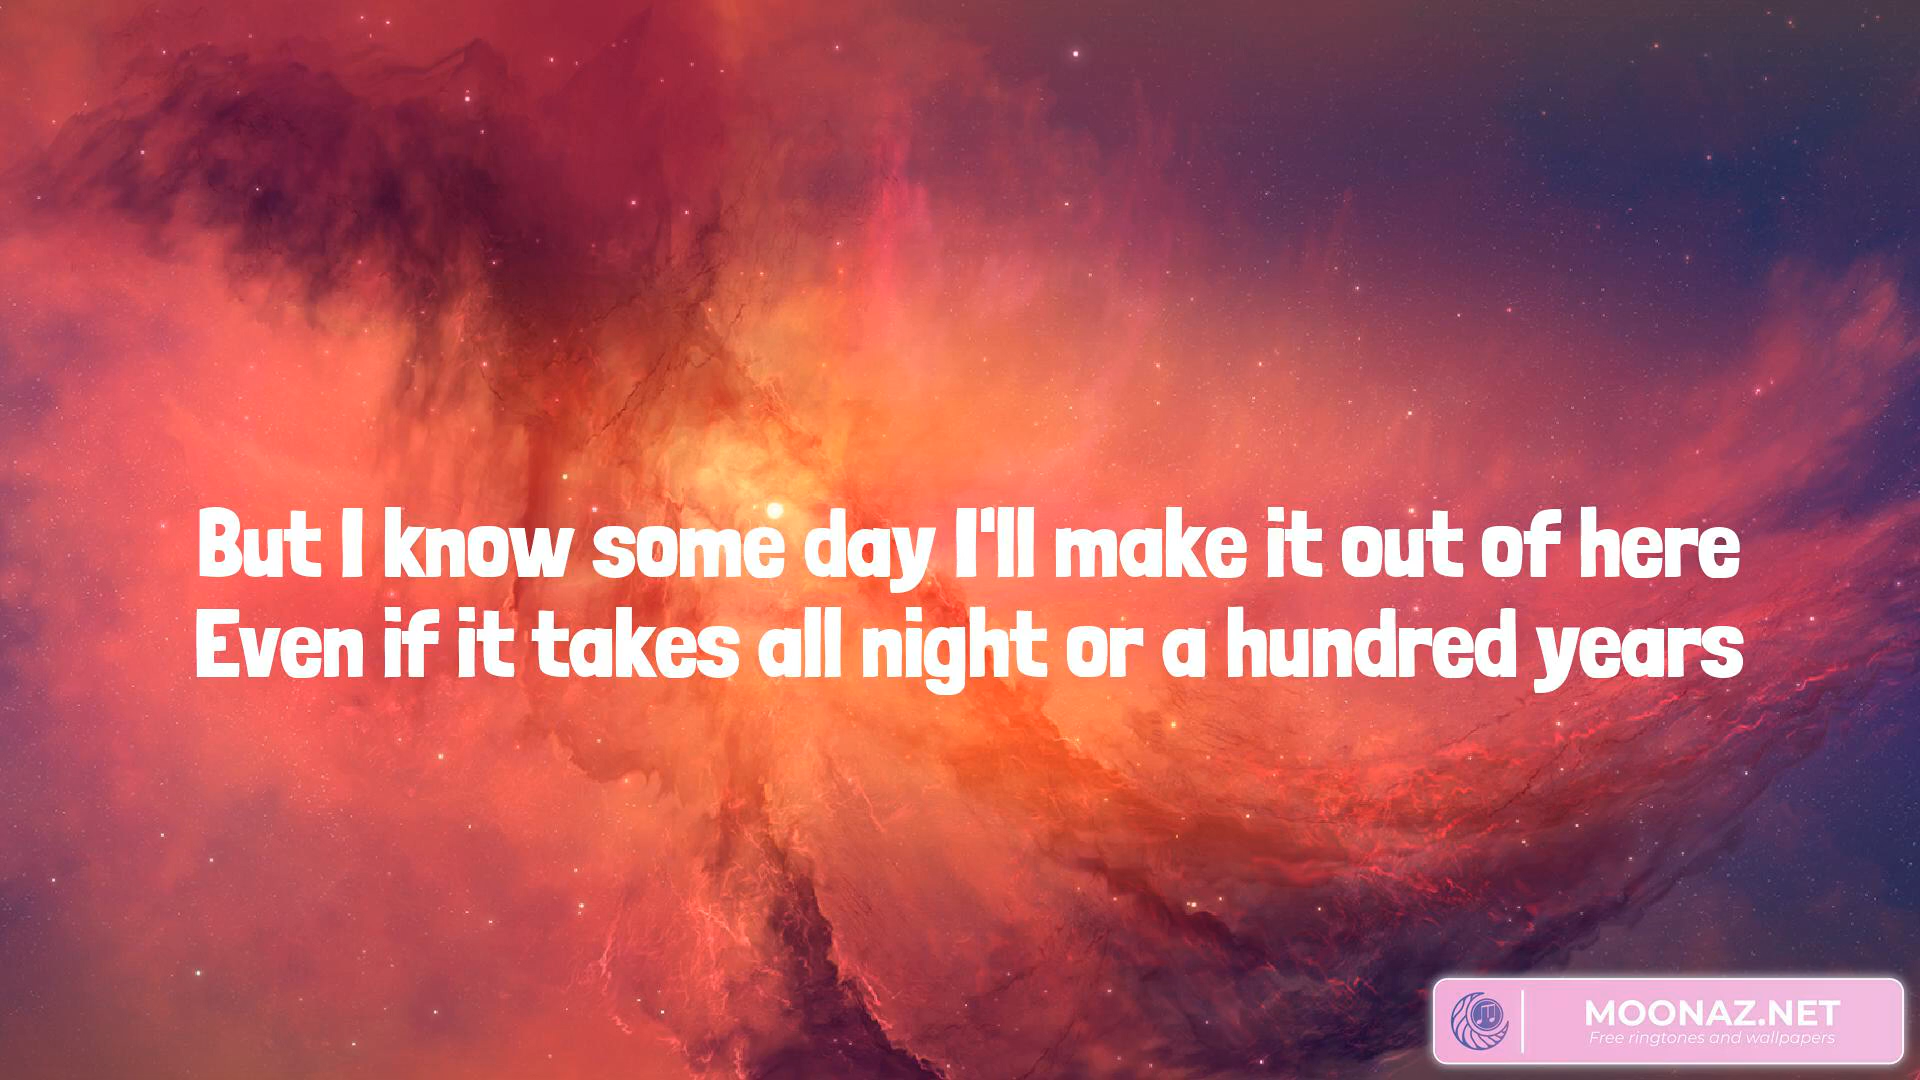 But I know some day I'll make it out of here
Even if it takes all night or a hundred years
MOONAZ.NET
Free ringtones and wallpapers